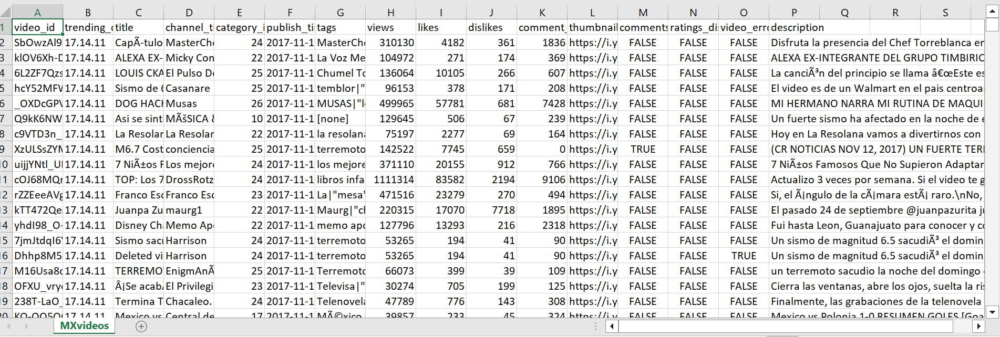 A B C D E F G H I J K L M N O P Q R S
1 video_id trending_ title channel_ti category_i publish_ti tags views likes dislikes comment_ thumbnail comments ratings_dis video_erro description
2 SbOwzAl9 17.14.11 CapÃ­tulo MasterChe 24 2017-11-1 MasterChe 310130 4182 361 1836 https://i.y FALSE FALSE FALSE Disfruta la presencia del Chef Torreblanca en
3 klOV6Xh-D 17.14.11 ALEXA EX- Micky Con 22 2017-11-1 La Voz Me 104972 271 174 369 https://i.y FALSE FALSE FALSE ALEXA EX-INTEGRANTE DEL GRUPO TIMBIRIC
4 6L2ZF7Qzs 17.14.11 LOUIS CKA El Pulso De 25 2017-11-1 Chumel To 136064 10105 266 607 https://i.y FALSE FALSE FALSE La canciÃ³n del principio se llama â€œEste es
5 hcY52MFW 17.14.11 Sismo de 6 Casanare 25 2017-11-1 temblor|" 96153 378 171 208 https://i.y FALSE FALSE FALSE El video es de un Walmart en el pais centroar
6 _OXDcGPV 17.14.11 DOG HACK Musas 26 2017-11-1 MUSAS|"l 499965 57781 681 7428 https://i.y FALSE FALSE FALSE MI HERMANO NARRA MI RUTINA DE MAQUI
7 Q9kK6NW 17.14.11 Asi se sinti MÃšSICA & 10 2017-11-1 [none] 129645 506 67 239 https://i.y FALSE FALSE FALSE Un fuerte sismo ha afectado en la noche de e
8 c9VTD3n_ 17.14.11 La Resolar La Resolar 22 2017-11-1 la resolana 75197 2277 69 164 https://i.y FALSE FALSE FALSE Hoy en La Resolana vamos a divertirnos con
9 XzULSsZYN 17.14.11 M6.7 Cost conciencia 25 2017-11-1 terremoto 142522 7745 659 0 https://i.y TRUE FALSE FALSE (CR NOTICIAS NOV 12, 2017) UN FUERTE TERI
10 uijjYNtl_UI 17.14.11 7 NiÃ±os F Los mejore 24 2017-11-1 los mejore 371110 20155 912 766 https://i.y FALSE FALSE FALSE 7 NiÃ±os Famosos Que No Supieron Adaptar
11 cOJ68MQr 17.14.11 TOP: Los 7 DrossRotz 24 2017-11-1 libros infa 1111314 83582 2194 9106 https://i.y FALSE FALSE FALSE Actualizo 3 veces por semana. Si el video te g
12 rZZEeeAVg 17.14.11 Franco Esc Franco Esc 23 2017-11-1 La|"mesa" 471516 23279 270 494 https://i.y FALSE FALSE FALSE Si, el Ã¡ngulo de la cÃ¡mara estÃ¡ raro.\nNo,
13 kTT472Qe 17.14.11 Juanpa Zu maurg1 22 2017-11-1 Maurg|"ch 220315 17070 7718 1895 https://i.y FALSE FALSE FALSE El pasado 24 de septiembre @juanpazurita ju
14 yhdI98_O- 17.14.11 Disney Cha Memo Apo 22 2017-11-1 memo apo 127796 13293 216 2318 https://i.y FALSE FALSE FALSE Fui hasta Leon, Guanajuato para conocer y co
15 7jmJtdqI6Y 17.14.11 Sismo sacu Harrison 24 2017-11-1 terremoto 53265 194 41 90 https://i.y FALSE FALSE FALSE Un sismo de magnitud 6.5 sacudiÃ³ el domin
16 Dhhp8M5 17.14.11 Deleted vi Harrison 24 2017-11-1 terremoto 53265 194 41 90 https://i.y FALSE FALSE TRUE Un sismo de magnitud 6.5 sacudiÃ³ el domin
17 M16Usa8c 17.14.11 TERREMO EnigmAnÃ 25 2017-11-1 Terremoto 66073 399 39 109 https://i.y FALSE FALSE FALSE un terremoto sacudio la noche del domingo
18 OFXU_vry 17.14.11 Â¡Se acabÃ El Privilegi 23 2017-11-1 Televisa|" 30274 705 199 125 https://i.y FALSE FALSE FALSE Cierra las ventanas, abre los ojos, suelta la ris
19 238T-LaO_ 17.14.11 Termina T Chacaleo. 24 2017-11-1 Telenovela 47789 776 143 308 https://i.y FALSE FALSE FALSE Finalmente, las grabaciones de la telenovela
20 17.14.11 Mexico vs Central de 17 2017-11-1 MÃ©xico 39857 233 45 324 https://i.y FALSE FALSE FALSE Mexico vs Polonia 1-0 RESUMEN GOLES [Goa
MXvideos